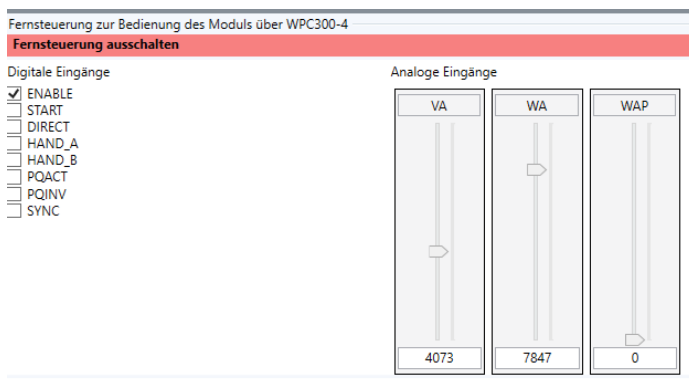 Fernsteuerung zur Bedienung des Moduls über WPC300-4
Fernsteuerung ausschalten
Digitale Eingänge
ENABLE
START
DIRECT
HAND_A
HAND_B
PQACT
PQINV
SYNC
Analoge Eingänge
VA WA WAP
4073 7847 0